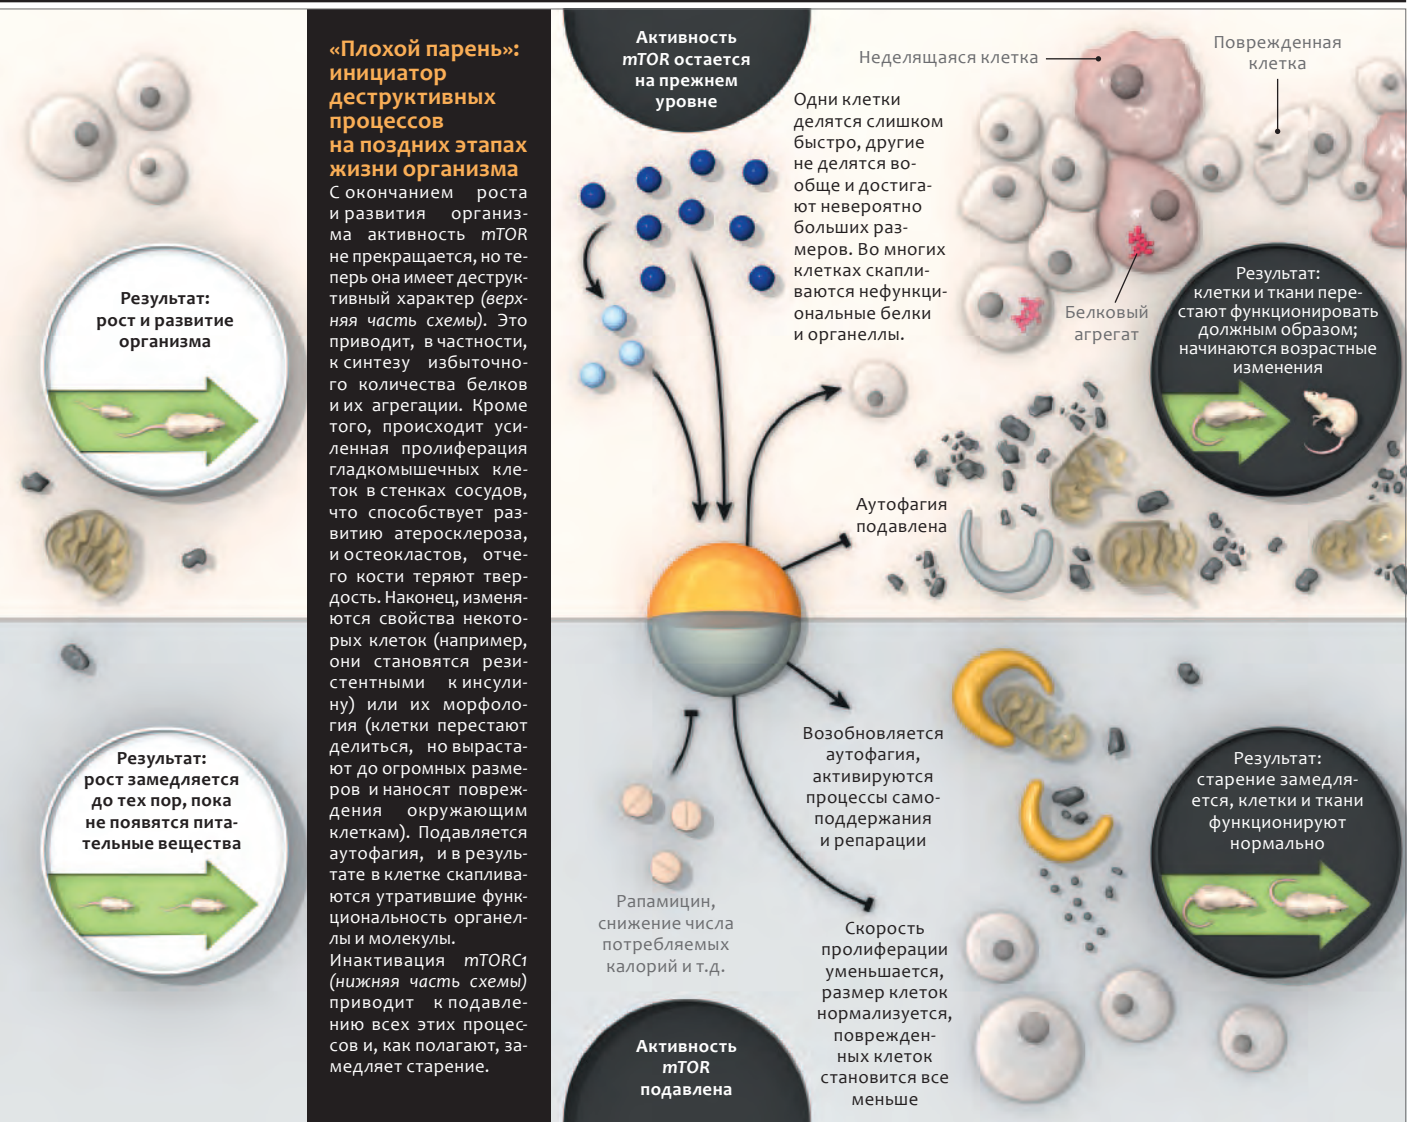 Результат:
рост и развитие
организма
Результат:
рост замедляется
до тех пор, пока
не появятся пита-
тельные вещества
«Плохой парень»:
инициатор
деструктивных
процессов
на поздних этапах
жизни организма
С окончанием роста
и развития организ-
ма активность mTOR
не прекращается, но те-
перь она имеет деструк-
тивный характер (верх-
няя часть схемы). Это
приводит, в частности,
к синтезу избыточно-
го количества белков
и их агрегации. Кроме
того, происходит уси-
ленная пролиферация
гладкомышечных кле-
ток в стенках сосудов,
что способствует раз-
витию атеросклероза,
и остеокластов, отче-
го кости теряют твер-
дость. Наконец, изменя-
ются свойства некото-
рых клеток (например,
они становятся рези-
стентными к инсули-
ну) или их морфоло-
гия (клетки перестают
делиться, но выраста-
ют до огромных разме-
ров и наносят повреж-
дения окружающим
клеткам). Подавляется
аутофагия, и в резуль-
тате в клетке скаплива-
ются утратившие функ-
циональность органел-
лы и молекулы.
Инактивация mTORC1
(нижняя часть схемы)
приводит к подавле-
нию всех этих процес-
сов и, как полагают, за-
медляет старение.
Активность
mTOR остается
на прежнем
уровне
Одни клетки
делятся слишком
быстро, другие
не делятся во-
обще и достига-
ют невероятно
больших раз-
меров. Во многих
клетках скапли-
ваются нефункци-
ональные белки
и органеллы.
Неделящаяся клетка
Поврежденная
клетка
Белковый
агрегат
Результат:
клетки и ткани пере-
стают функционировать
должным образом;
начинаются возрастные
изменения
Аутофагия
подавлена
Возобновляется
аутофагия,
активируются
процессы само-
поддержания
и репарации
Результат:
старение замедля-
ется, клетки и ткани
функционируют
нормально
Рапамицин,
снижение числа
потребляемых
калорий и т.д.
Скорость
пролиферации
уменьшается,
размер клеток
нормализуется,
поврежден-
ных клеток
становится все
меньше
Активность
mTOR
подавлена